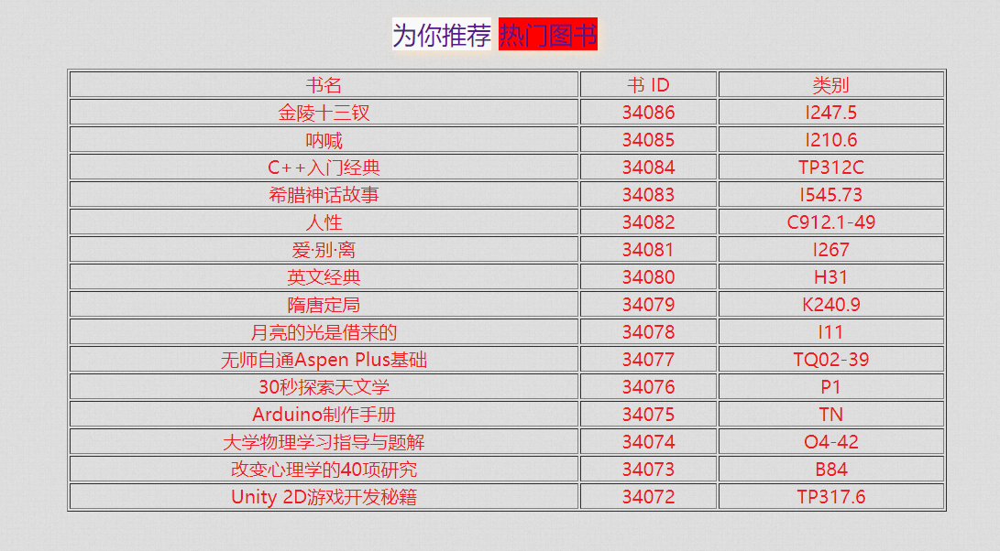 为你推荐 热门图书
书名 书 ID 类别
金陵十三钗 34086 I247.5
呐喊 34085 I210.6
C++入门经典 34084 TP312C
希腊神话故事 34083 I545.73
人性 34082 C912.1-49
爱·别·离 34081 I267
英文经典 34080 H31
隋唐定局 34079 K240.9
月亮的光是借来的 34078 I11
无师自通Aspen Plus基础 34077 TQ02-39
30秒探索天文学 34076 P1
Arduino制作手册 34075 TN
大学物理学习指导与题解 34074 O4-42
改变心理学的40项研究 34073 B84
Unity 2D游戏开发秘籍 34072 TP317.6